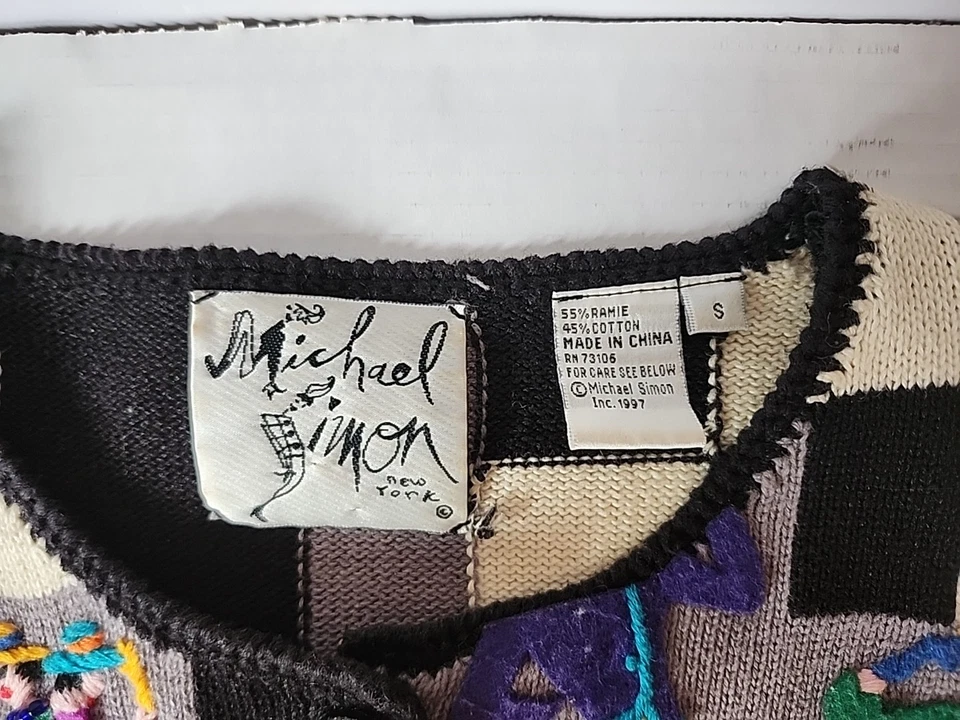 Michael
Simon
NEW
York
©
55% RAMIE
45% COTTON
MADE IN CHINA
RN 73106
FOR CARE SEE BELOW
© Michael Simon
Inc. 1997
S